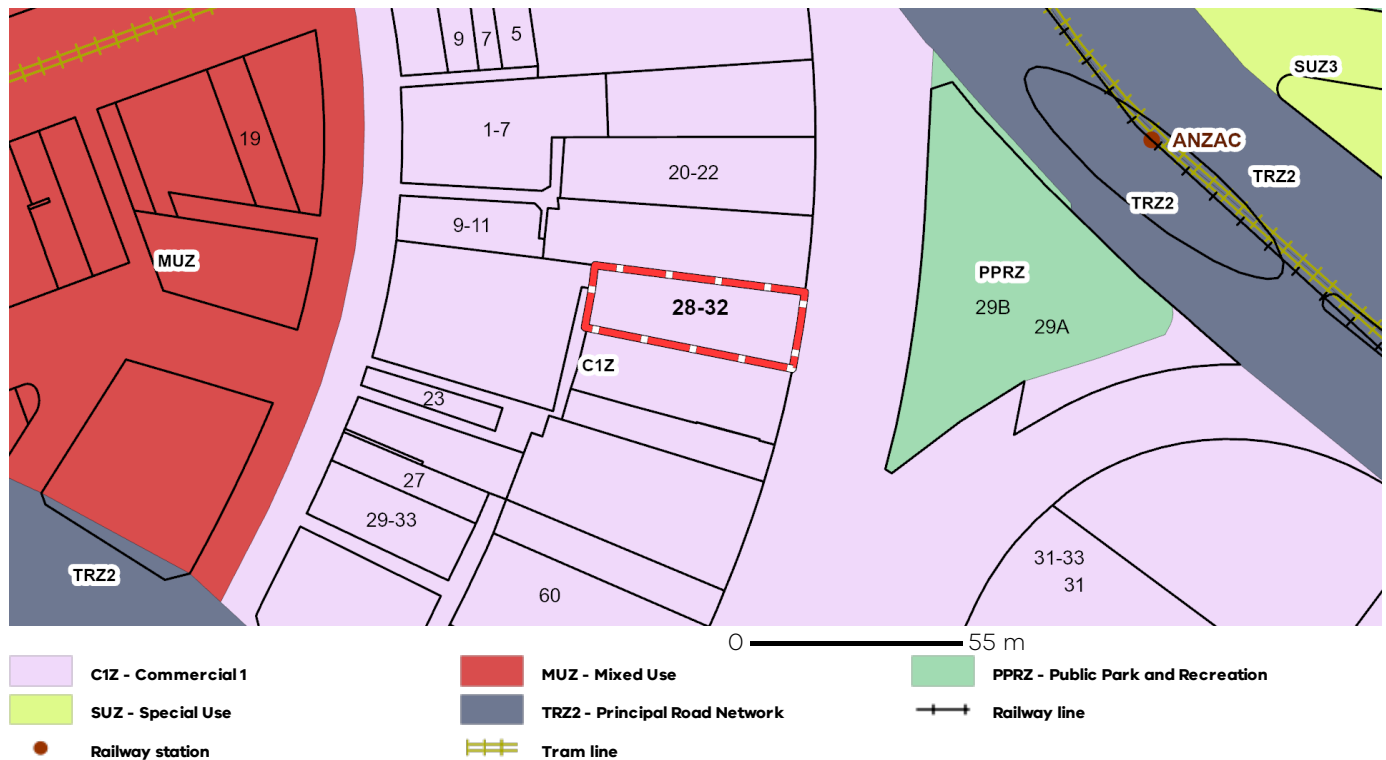 9 7 5
SUZ3
1-7
19
ANZAC
20-22
TRZ2
TRZ2
9-11
MUZ
PPRZ
28-32
29B
29A
C1Z
23
27
29-33
31-33
TRZ2
31
60
0 55 m
C1Z - Commercial 1
MUZ - Mixed Use
PPRZ - Public Park and Recreation
SUZ - Special Use
TRZ2 - Principal Road Network
Railway line
Railway station
Tram line